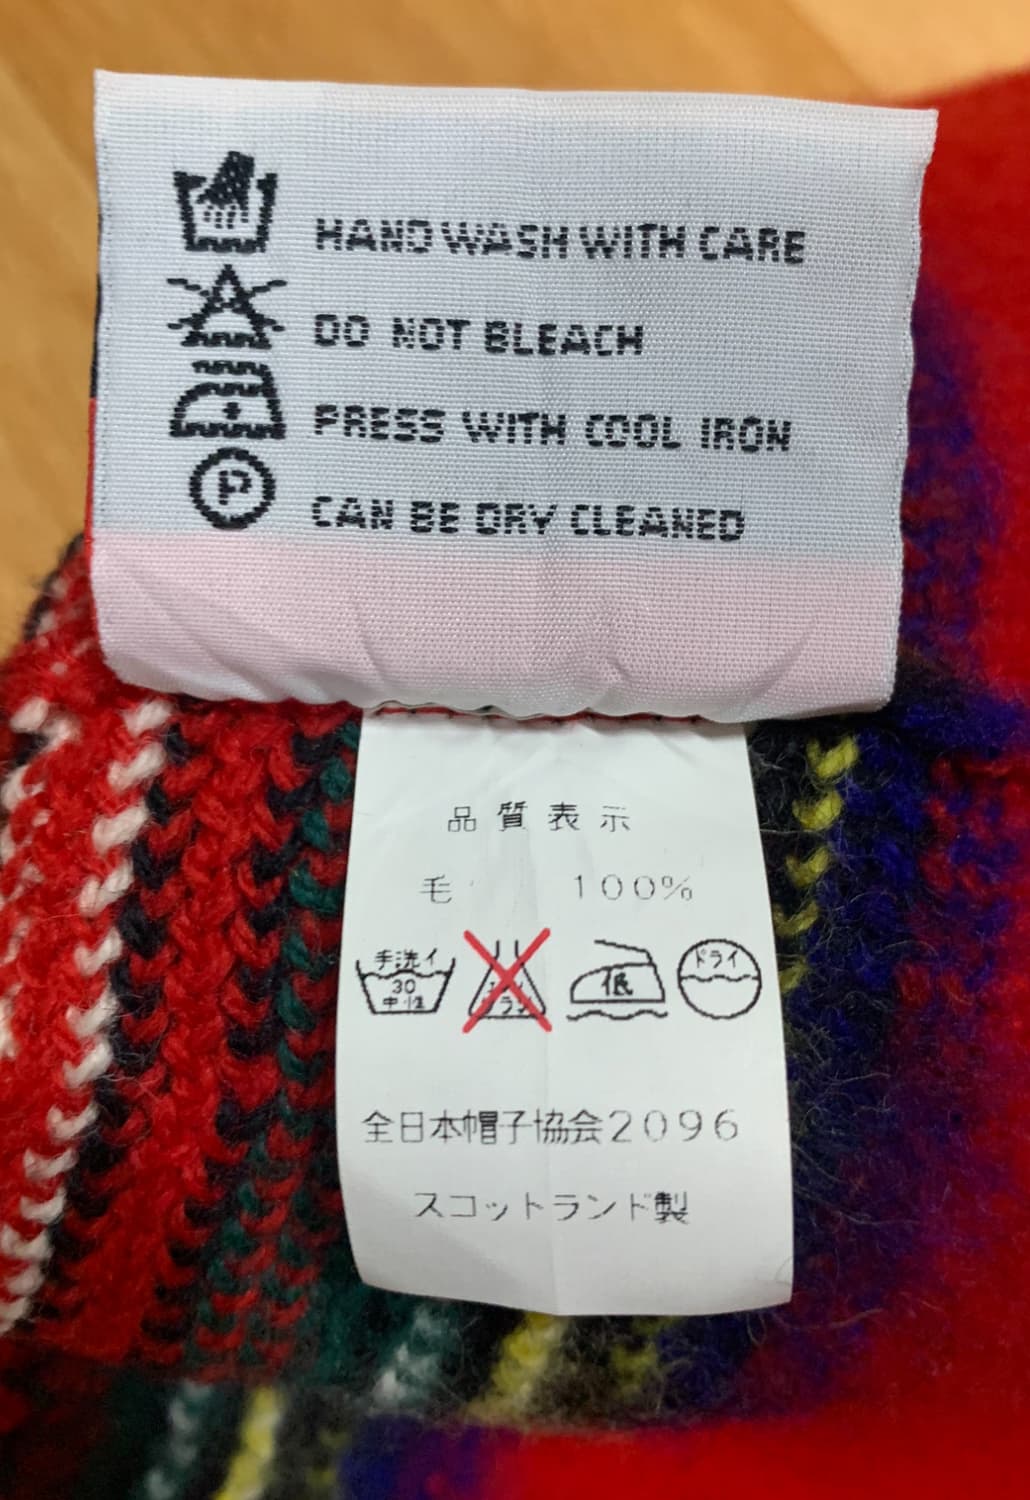 HAND WASH WITH CARE
DO NOT BLEACH
PRESS WITH COOL IRON
P
CAN BE DRY CLEANED
品質表示
毛 100%
手洗イ
30
中性
低
ドライ
全日本帽子協会2096
スコットランド製